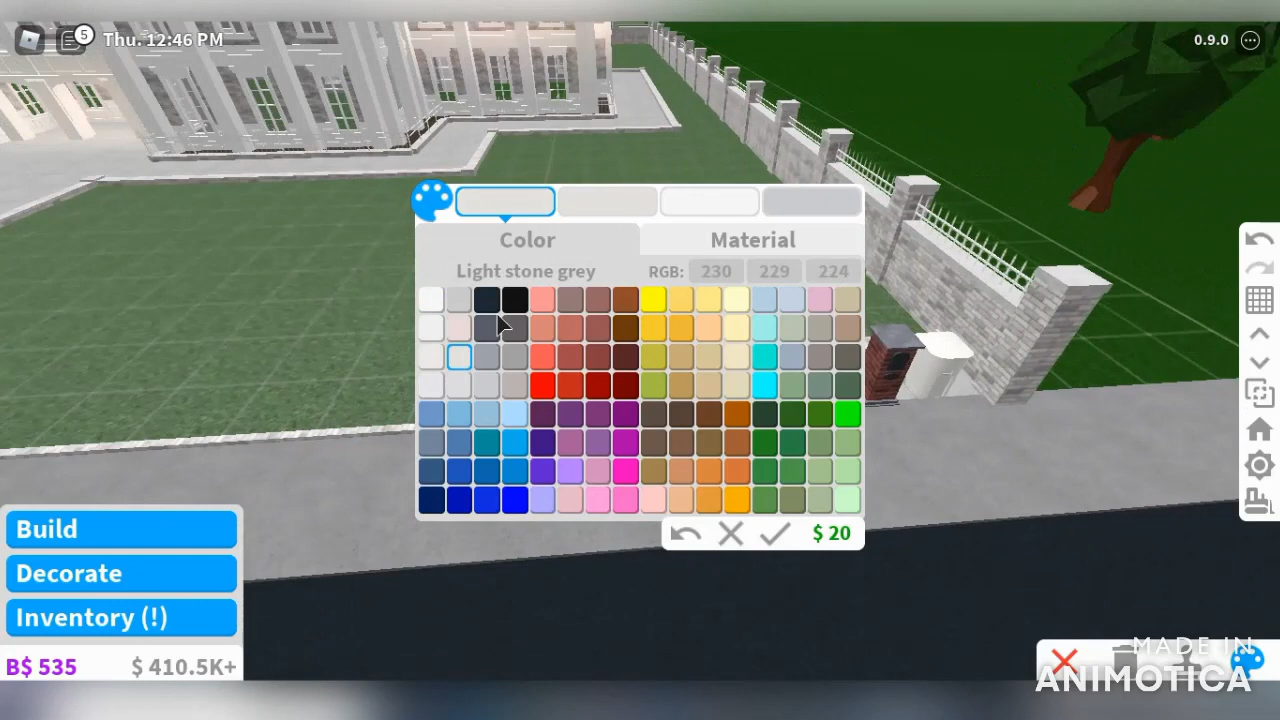 5
Thu. 12:46 PM
0.9.0
Color
Material
Light stone grey
RGB: 230 229 224
$ 20
Build
Decorate
Inventory (!)
B$ 535
$ 410.5K+
MADE IN
ANIMOTICA